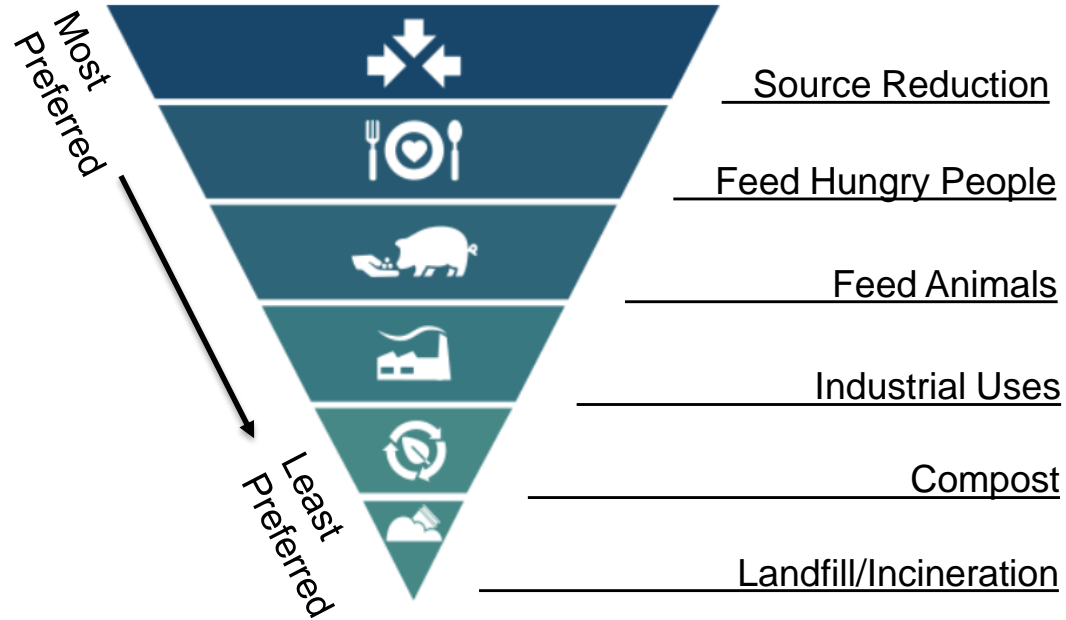 Most
Preferred
Source Reduction
Feed Hungry People
Feed Animals
Industrial Uses
Compost
Least
Preferred
Landfill/Incineration